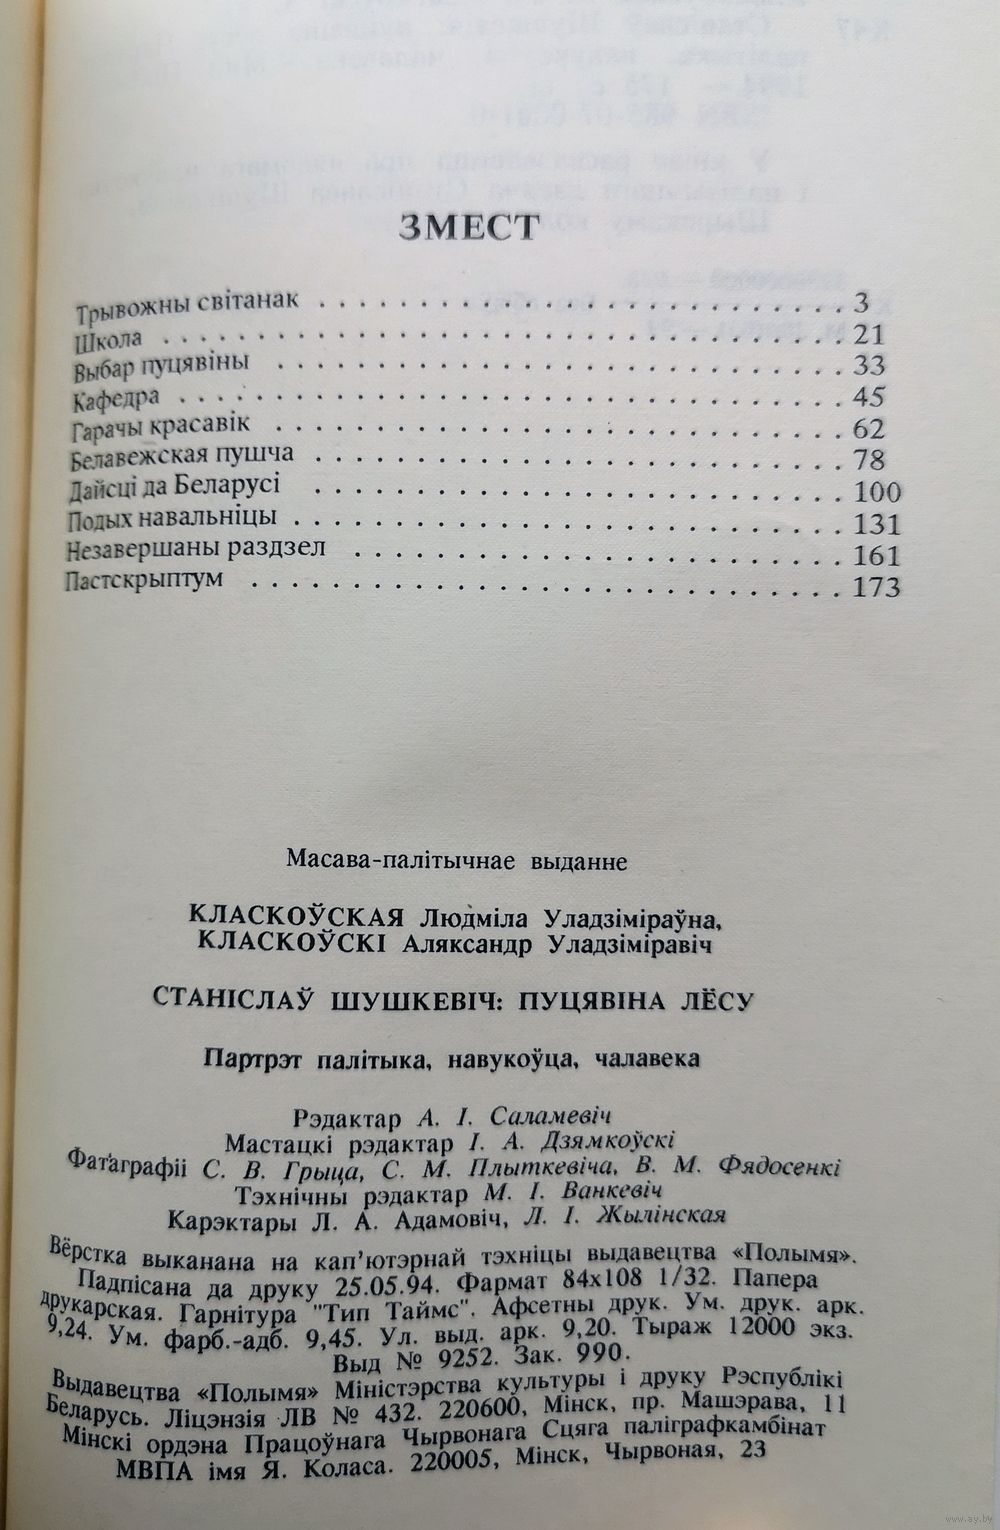 ЗМЕСТ
Трывожны світанак . . . . . . . . . . . . . . . . . . . . 3
Школа . . . . . . . . . . . . . . . . . . . . . . . . . . 21
Выбар пуцявіны . . . . . . . . . . . . . . . . . . . . . . 33
Кафедра . . . . . . . . . . . . . . . . . . . . . . . . . 45
Гарачы красавік . . . . . . . . . . . . . . . . . . . . . . 62
Белавежская пушча . . . . . . . . . . . . . . . . . . . . 78
Дайсці да Беларусі . . . . . . . . . . . . . . . . . . . . 100
Подых навальніцы . . . . . . . . . . . . . . . . . . . . . 131
Незавершаны раздзел . . . . . . . . . . . . . . . . . . . 161
Пастскрыптум . . . . . . . . . . . . . . . . . . . . . . . 173
Масава-палітычнае выданне
КЛАСКОЎСКАЯ Людміла Уладзіміраўна,
КЛАСКОЎСКІ Аляксандр Уладзіміравіч
СТАНІСЛАЎ ШУШКЕВІЧ: ПУЦЯВІНА ЛЁСУ
Партрэт палітыка, навукоўца, чалавека
Рэдактар А. І. Саламевіч
Мастацкі рэдактар І. А. Дзямкоўскі
Фатаграфіі С. В. Грыца, С. М. Плыткевіча, В. М. Фядосенкі
Тэхнічны рэдактар М. І. Ванкевіч
Карэктары Л. А. Адамовіч, Л. І. Жылінская
Вёрстка выканана на кап'ютэрнай тэхніцы выдавецтва «Полымя».
Падпісана да друку 25.05.94. Фармат 84х108 1/32. Папера
друкарская. Гарнітура "Тип Таймс". Афсетны друк. Ум. друк. арк.
9,24. Ум. фарб.-адб. 9,45. Ул. выд. арк. 9,20. Тыраж 12000 экз.
Выд № 9252. Зак. 990.
Выдавецтва «Полымя» Міністэрства культуры і друку Рэспублікі
Беларусь. Ліцэнзія ЛВ № 432. 220600, Мінск, пр. Машэрава, 11
Мінскі ордэна Працоўнага Чырвонага Сцяга паліграфкамбінат
МВПА імя Я. Коласа. 220005, Мінск, Чырвоная, 23
www.ay.by